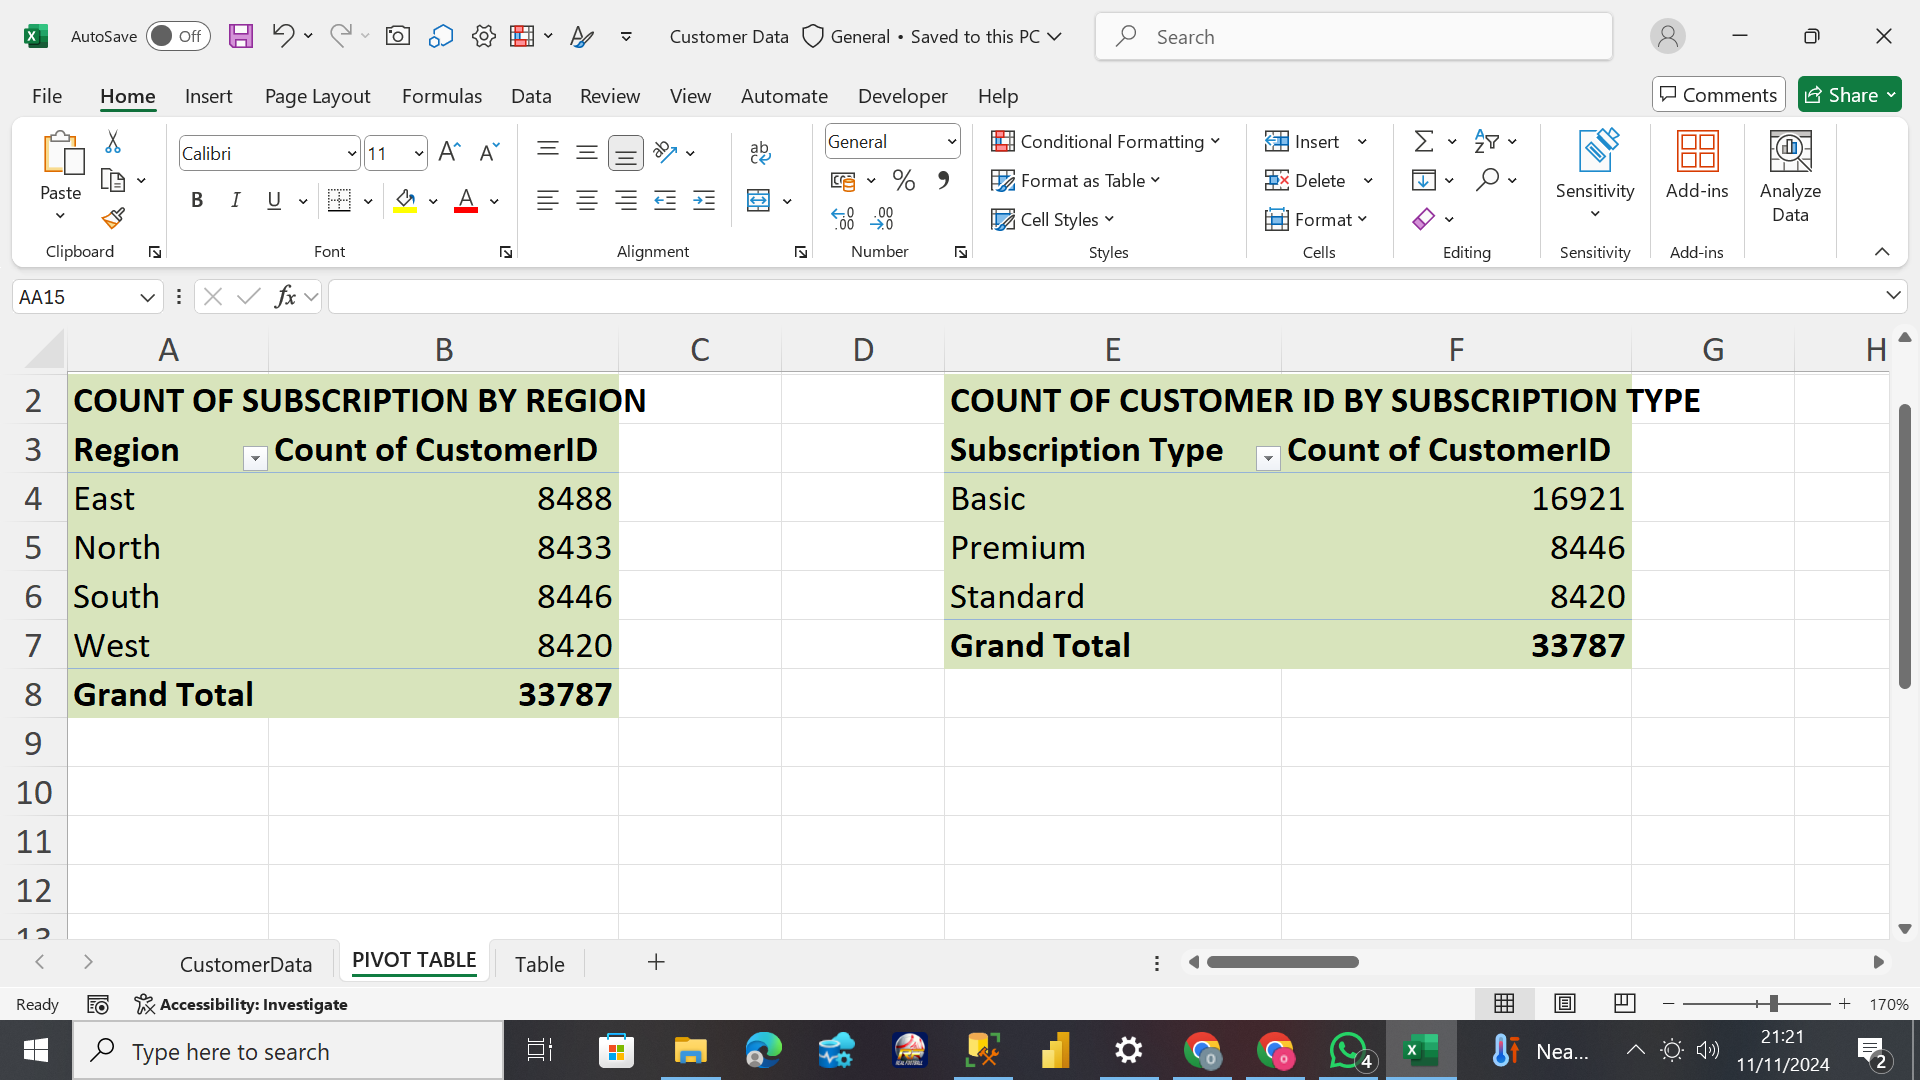 AutoSave Off Customer Data General • Saved to this PC Search
File Home Insert Page Layout Formulas Data Review View Automate Developer Help Comments Share
Paste Calibri 11 General Conditional Formatting Insert Sensitivity Add-ins Analyze Data
Format as Table Delete
B I U A Cell Styles Format
Clipboard Font Alignment Number Styles Cells Editing Sensitivity Add-ins
AA15 fx
A B C D E F G H
2 COUNT OF SUBSCRIPTION BY REGION COUNT OF CUSTOMER ID BY SUBSCRIPTION TYPE
3 Region Count of CustomerID Subscription Type Count of CustomerID
4 East 8488 Basic 16921
5 North 8433 Premium 8446
6 South 8446 Standard 8420
7 West 8420 Grand Total 33787
8 Grand Total 33787
9
10
11
12
13
CustomerData PIVOT TABLE Table
Ready Accessibility: Investigate 170%
Type here to search 4 Nea... 21:21
11/11/2024 2